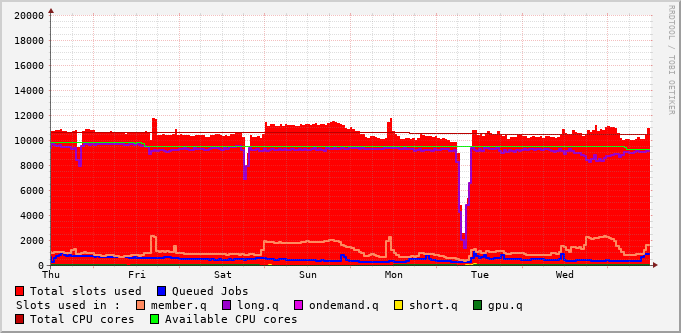 RRDTOOL / TOBI OETIKER
20000
18000
16000
14000
12000
10000
8000
6000
4000
2000
0
Thu Fri Sat Sun Mon Tue Wed
Total slots used Queued Jobs
Slots used in : member.q long.q ondemand.q short.q gpu.q
Total CPU cores Available CPU cores